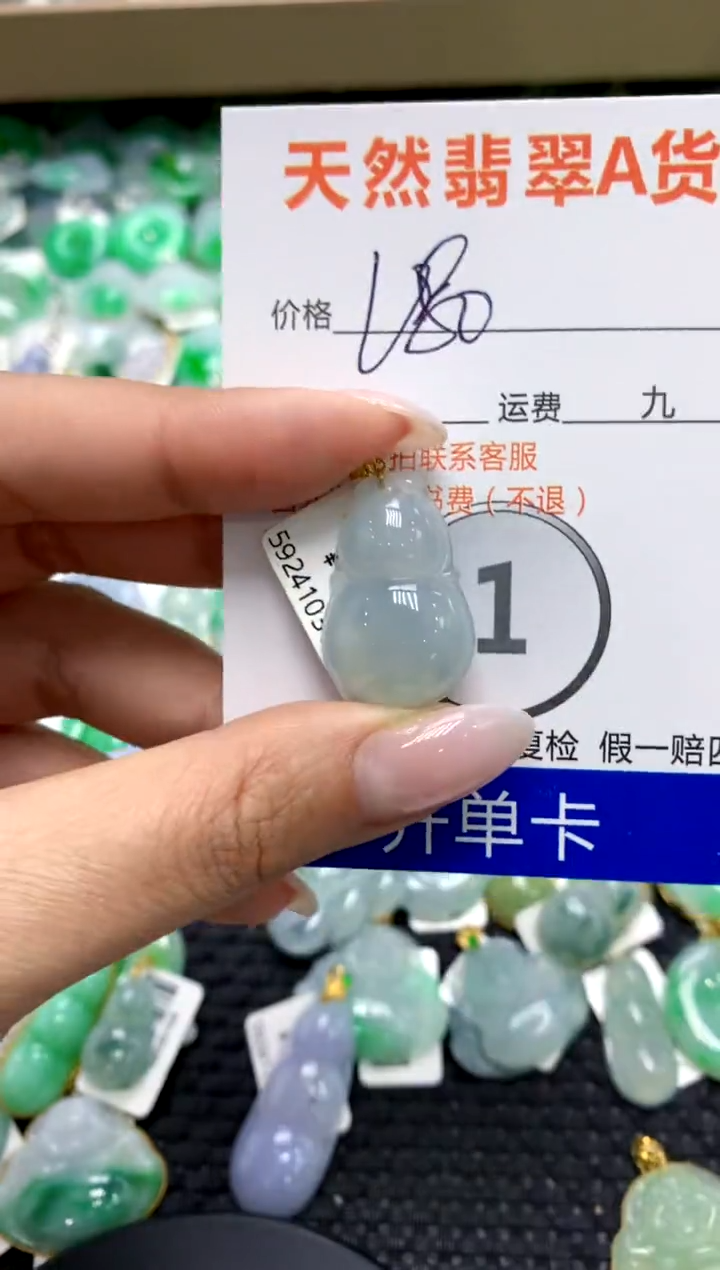 天然翡翠A货
价格
运费 九
拍联系客服
书费（不退）
5924103
1
复检 假一赔四
开单卡